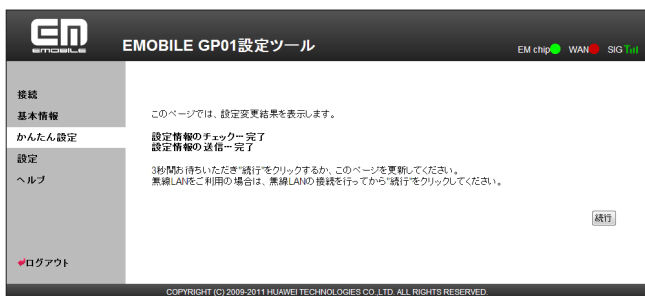 EM
EMOBILE
EMOBILE GP01設定ツール
EM chip WAN SIG
接続
基本情報
かんたん設定
設定
ヘルプ
ログアウト
このページでは、設定変更結果を表示します。
設定情報のチェック… 完了
設定情報の送信… 完了
3秒間お待ちいただき"続行"をクリックするか、このページを更新してください。
無線LANをご利用の場合は、無線LANの接続を行ってから"続行"をクリックしてください。
続行
COPYRIGHT (C) 2009-2011 HUAWEI TECHNOLOGIES CO.,LTD. ALL RIGHTS RESERVED.